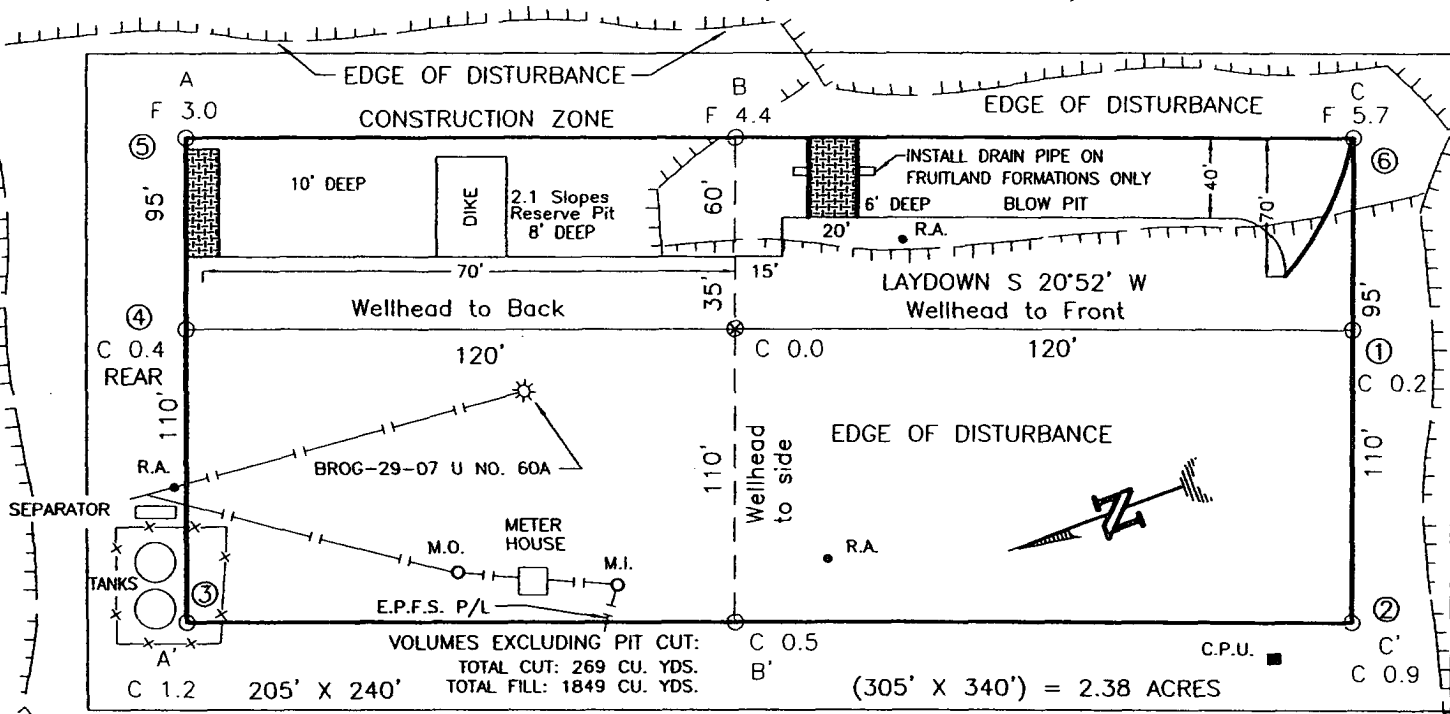 EDGE OF DISTURBANCE
A
B
C
F 3.0
CONSTRUCTION ZONE
F 4.4
EDGE OF DISTURBANCE
F 5.7
⑤
⑥
95'
10' DEEP
DIKE
2.1 Slopes
Reserve Pit
8' DEEP
60'
INSTALL DRAIN PIPE ON
FRUITLAND FORMATIONS ONLY
6' DEEP
BLOW PIT
40'
70'
20'
R.A.
70'
15'
35'
LAYDOWN S 20°52' W
95'
Wellhead to Back
Wellhead to Front
④
C 0.4
REAR
120'
C 0.0
120'
①
C 0.2
110'
BROG-29-07 U NO. 60A
110'
Wellhead
to side
EDGE OF DISTURBANCE
110'
N
R.A.
SEPARATOR
METER
HOUSE
M.O.
M.I.
R.A.
TANKS
③
E.P.F.S. P/L
②
A'
VOLUMES EXCLUDING PIT CUT:
C 0.5
B'
C.P.U.
C'
C 0.9
C 1.2
205' X 240'
TOTAL CUT: 269 CU. YDS.
TOTAL FILL: 1849 CU. YDS.
(305' X 340') = 2.38 ACRES